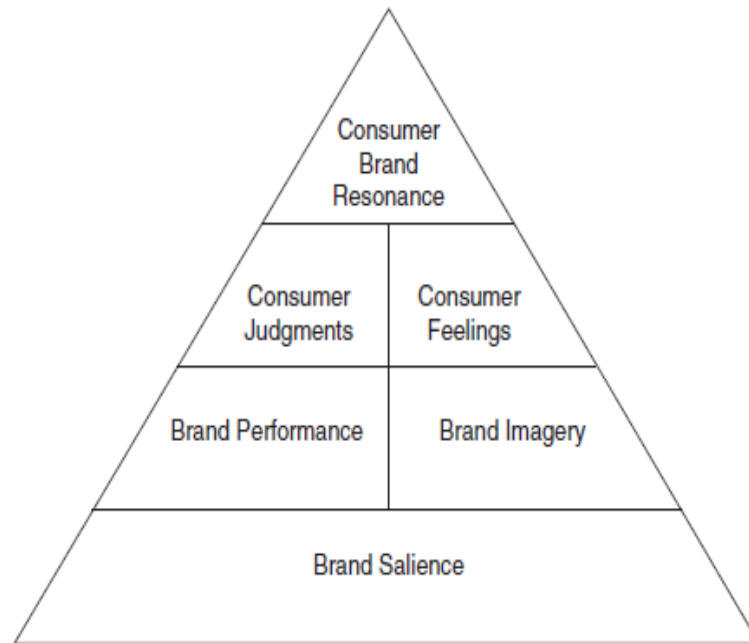 Consumer
Brand
Resonance
Consumer
Judgments
Consumer
Feelings
Brand Performance
Brand Imagery
Brand Salience